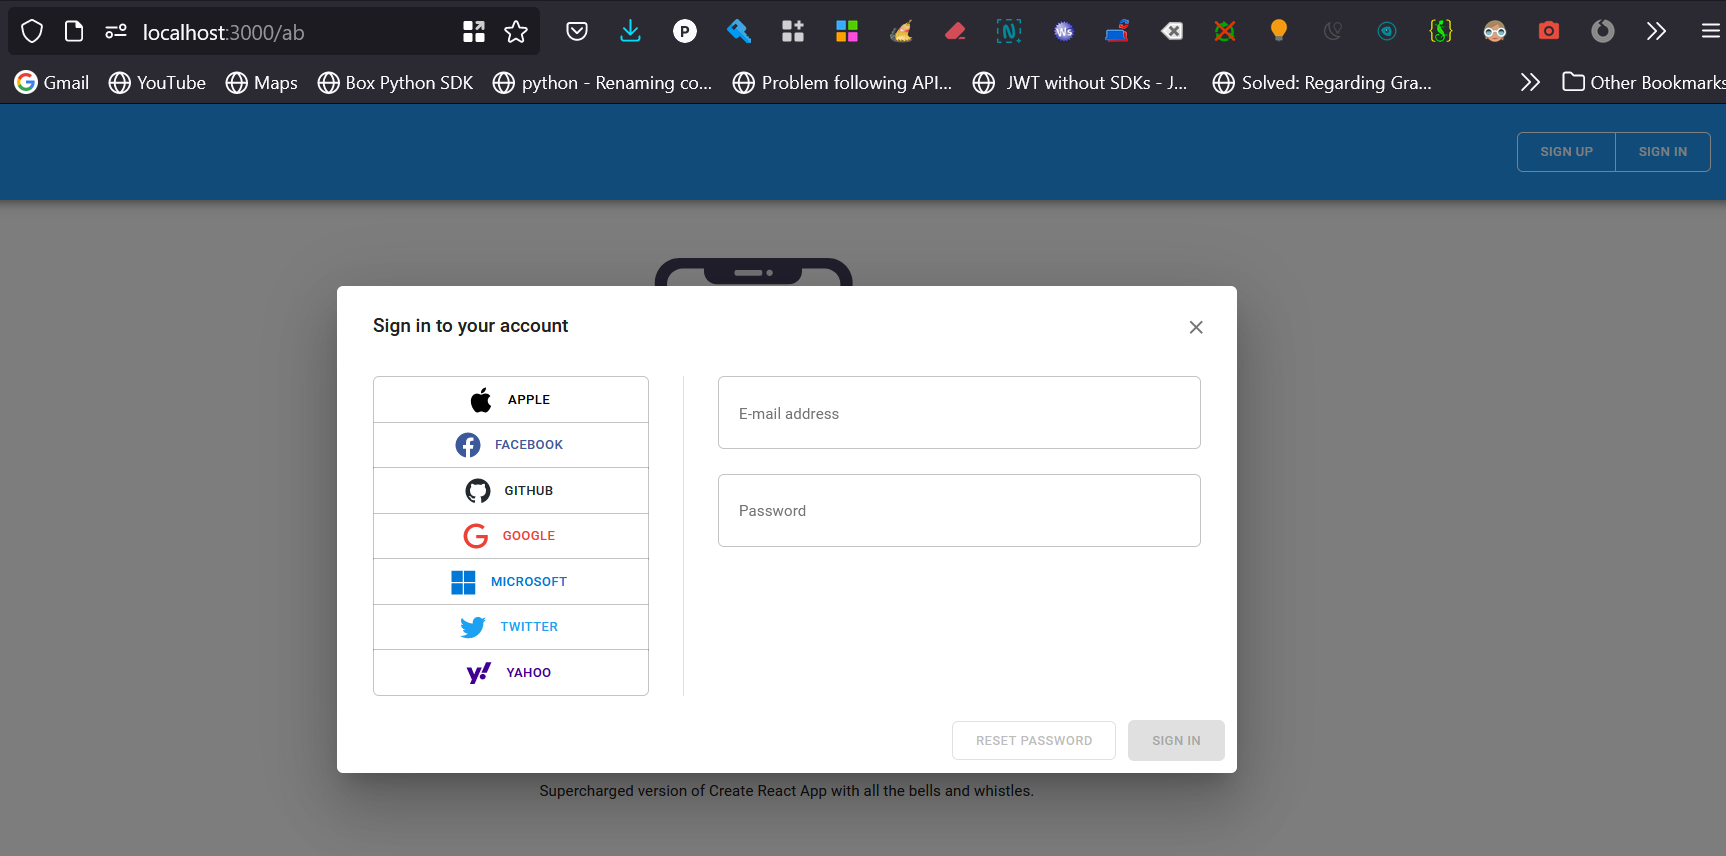 localhost:3000/ab
P
Ws
N
Gmail
YouTube
Maps
Box Python SDK
python - Renaming co...
Problem following API...
JWT without SDKs - J...
Solved: Regarding Gra...
Other Bookmarks
SIGN UP
SIGN IN
Sign in to your account
APPLE
FACEBOOK
GITHUB
GOOGLE
MICROSOFT
TWITTER
YAHOO
E-mail address
Password
RESET PASSWORD
SIGN IN
Supercharged version of Create React App with all the bells and whistles.